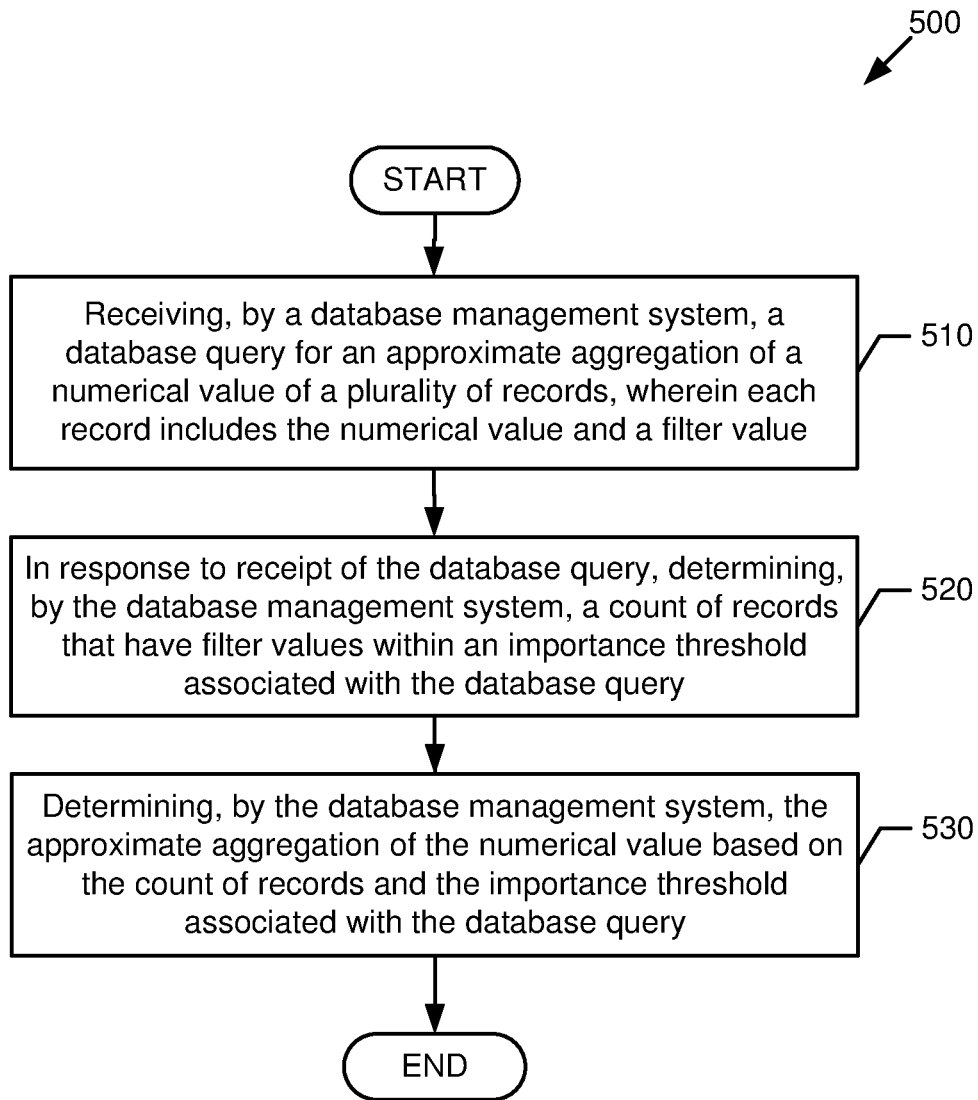 500
START
Receiving, by a database management system, a
database query for an approximate aggregation of a
numerical value of a plurality of records, wherein each
record includes the numerical value and a filter value
510
In response to receipt of the database query, determining,
by the database management system, a count of records
that have filter values within an importance threshold
associated with the database query
520
Determining, by the database management system, the
approximate aggregation of the numerical value based on
the count of records and the importance threshold
associated with the database query
530
END